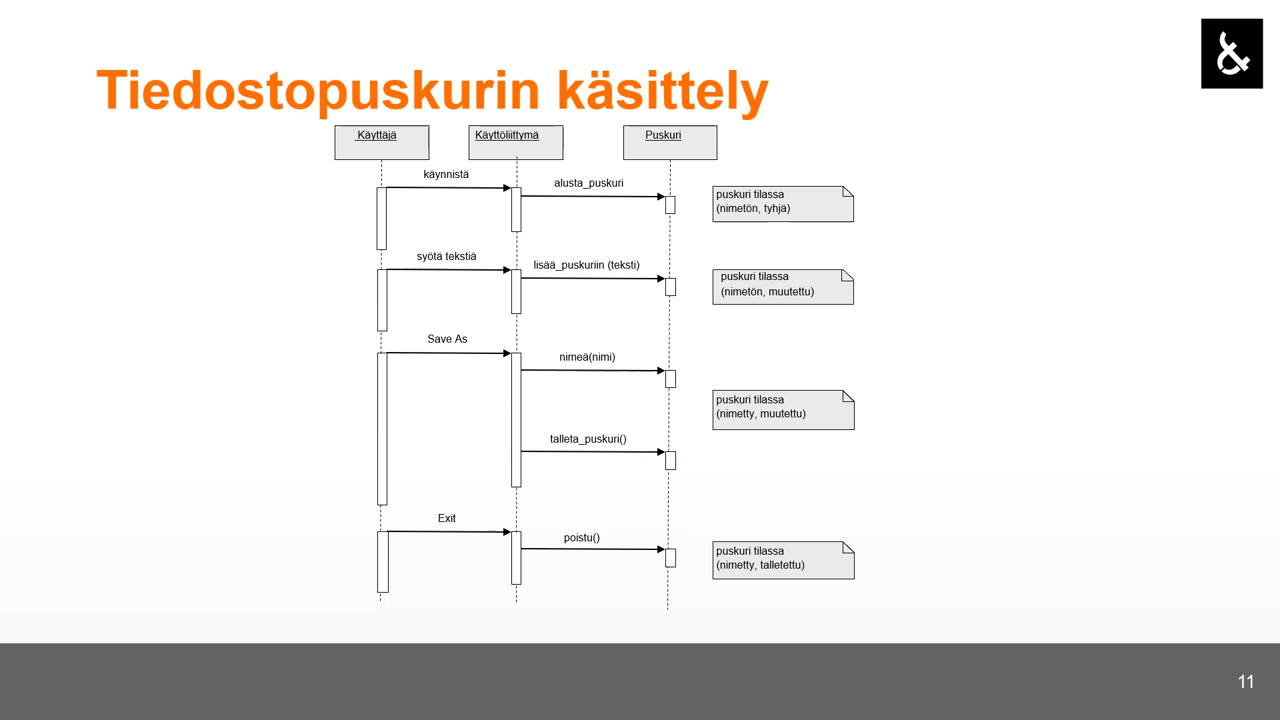 &
Tiedostopuskurin käsittely
Käyttäjä
Käyttöliittymä
Puskuri
käynnistä
alusta_puskuri
puskuri tilassa
(nimetön, tyhjä)
syötä tekstiä
lisää_puskuriin (teksti)
puskuri tilassa
(nimetön, muutettu)
Save As
nimeä(nimi)
puskuri tilassa
(nimetty, muutettu)
talleta_puskuri()
Exit
poistu()
puskuri tilassa
(nimetty, talletettu)
11